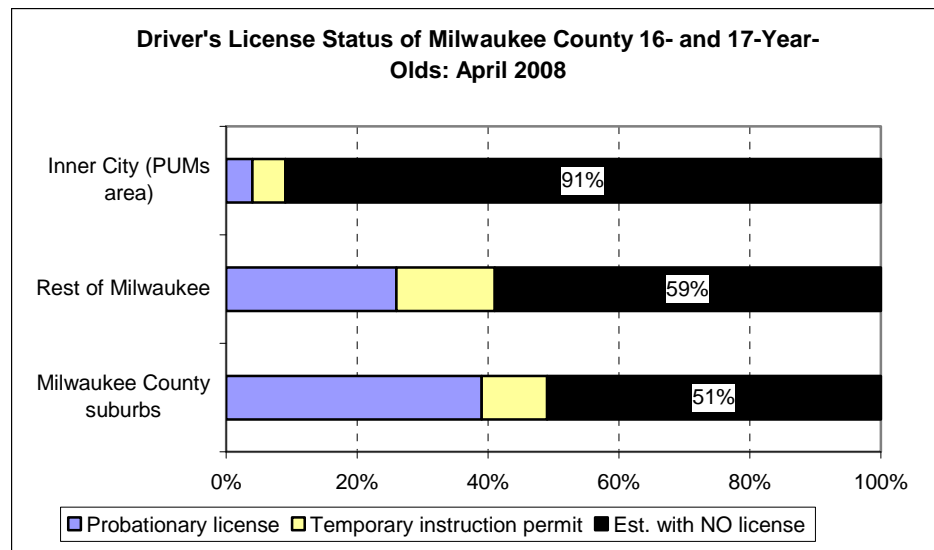 Driver's License Status of Milwaukee County 16- and 17-Year-
Olds: April 2008
Inner City (PUMs
area)
91%
Rest of Milwaukee
59%
Milwaukee County
suburbs
51%
0% 20% 40% 60% 80% 100%
Probationary license Temporary instruction permit Est. with NO license